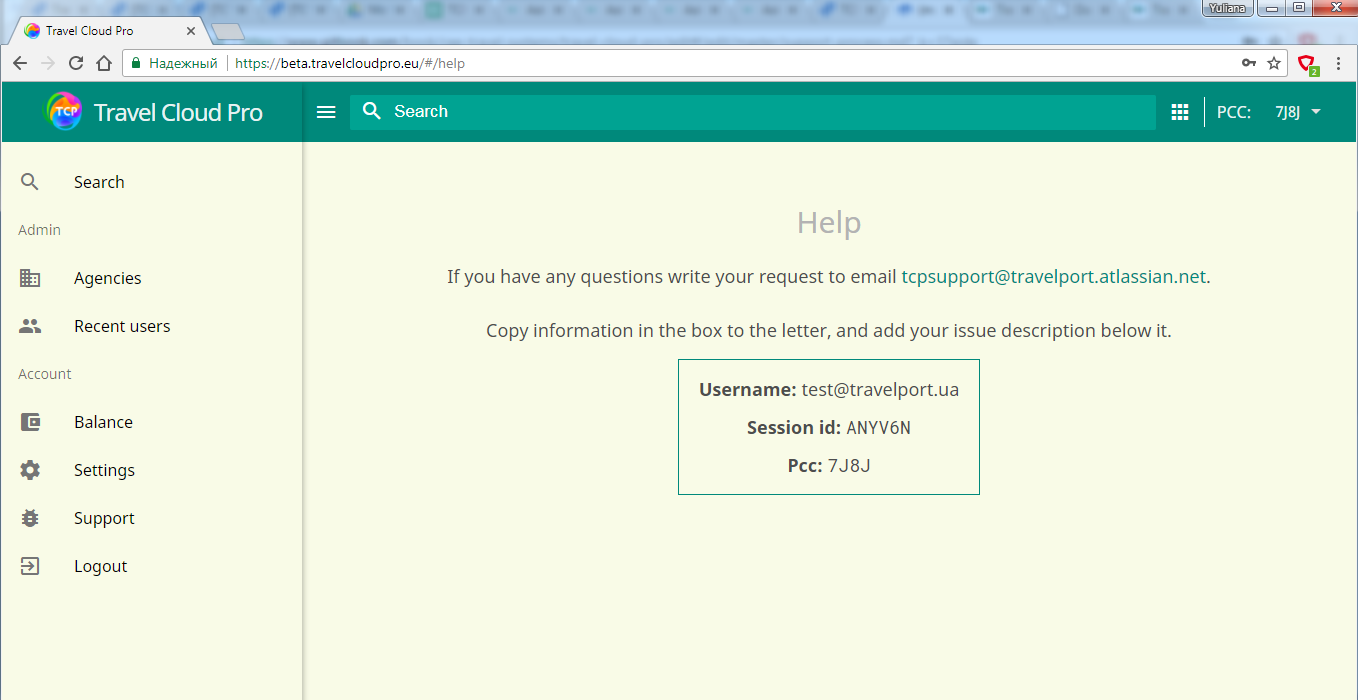 Yuliana
Travel Cloud Pro
Надежный https://beta.travelcloudpro.eu/#/help
2
TCP Travel Cloud Pro
Search
PCC: 7J8J
Search
Admin
Agencies
Recent users
Account
Balance
Settings
Support
Logout
Help
If you have any questions write your request to email tcpsupport@travelport.atlassian.net.
Copy information in the box to the letter, and add your issue description below it.
Username: test@travelport.ua
Session id: ANYV6N
Pcc: 7J8J